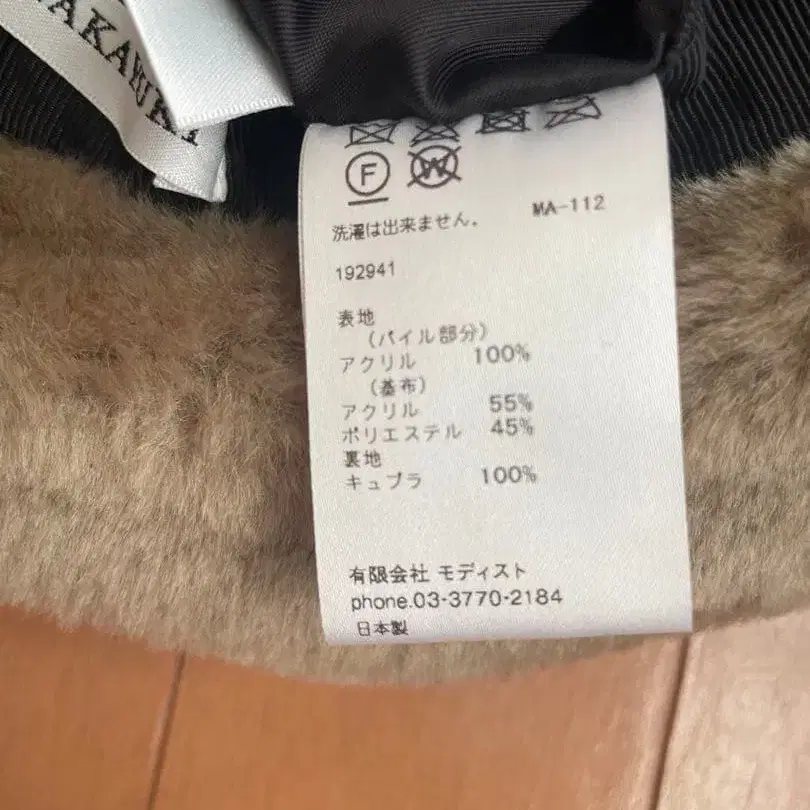 AKAWKI
F
W
洗濯は出来ません。 MA-112
192941
表地
（パイル部分）
アクリル 100%
（基布）
アクリル 55%
ポリエステル 45%
裏地
キュプラ 100%
有限会社 モディスト
phone.03-3770-2184
日本製